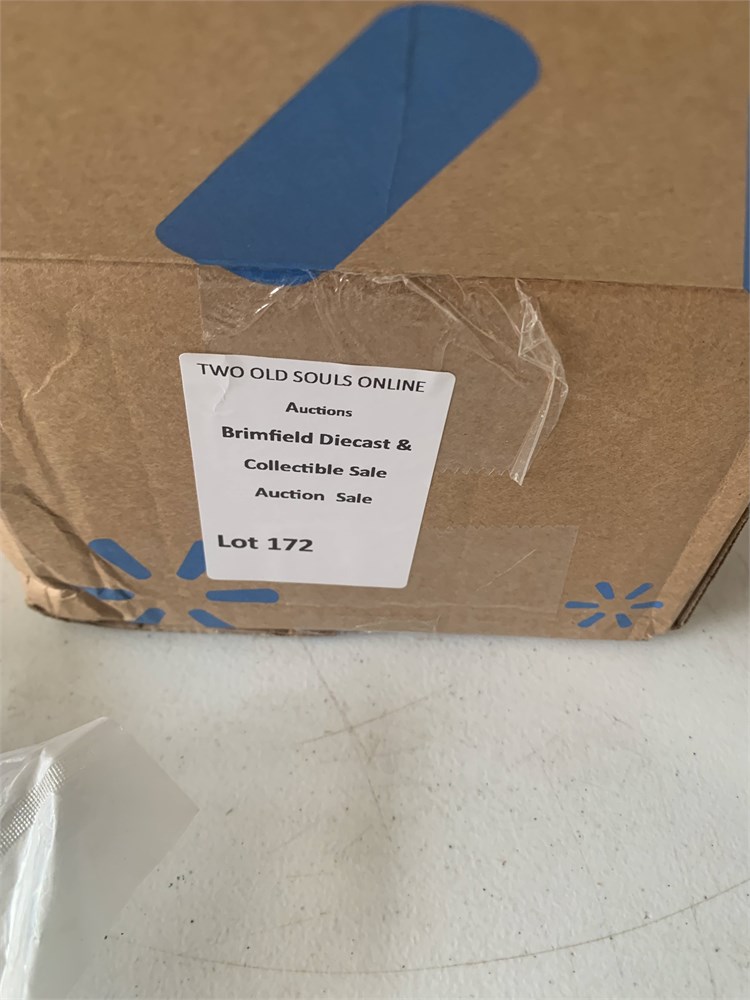 TWO OLD SOULS ONLINE
Auctions
Brimfield Diecast &
Collectible Sale
Auction Sale
Lot 172